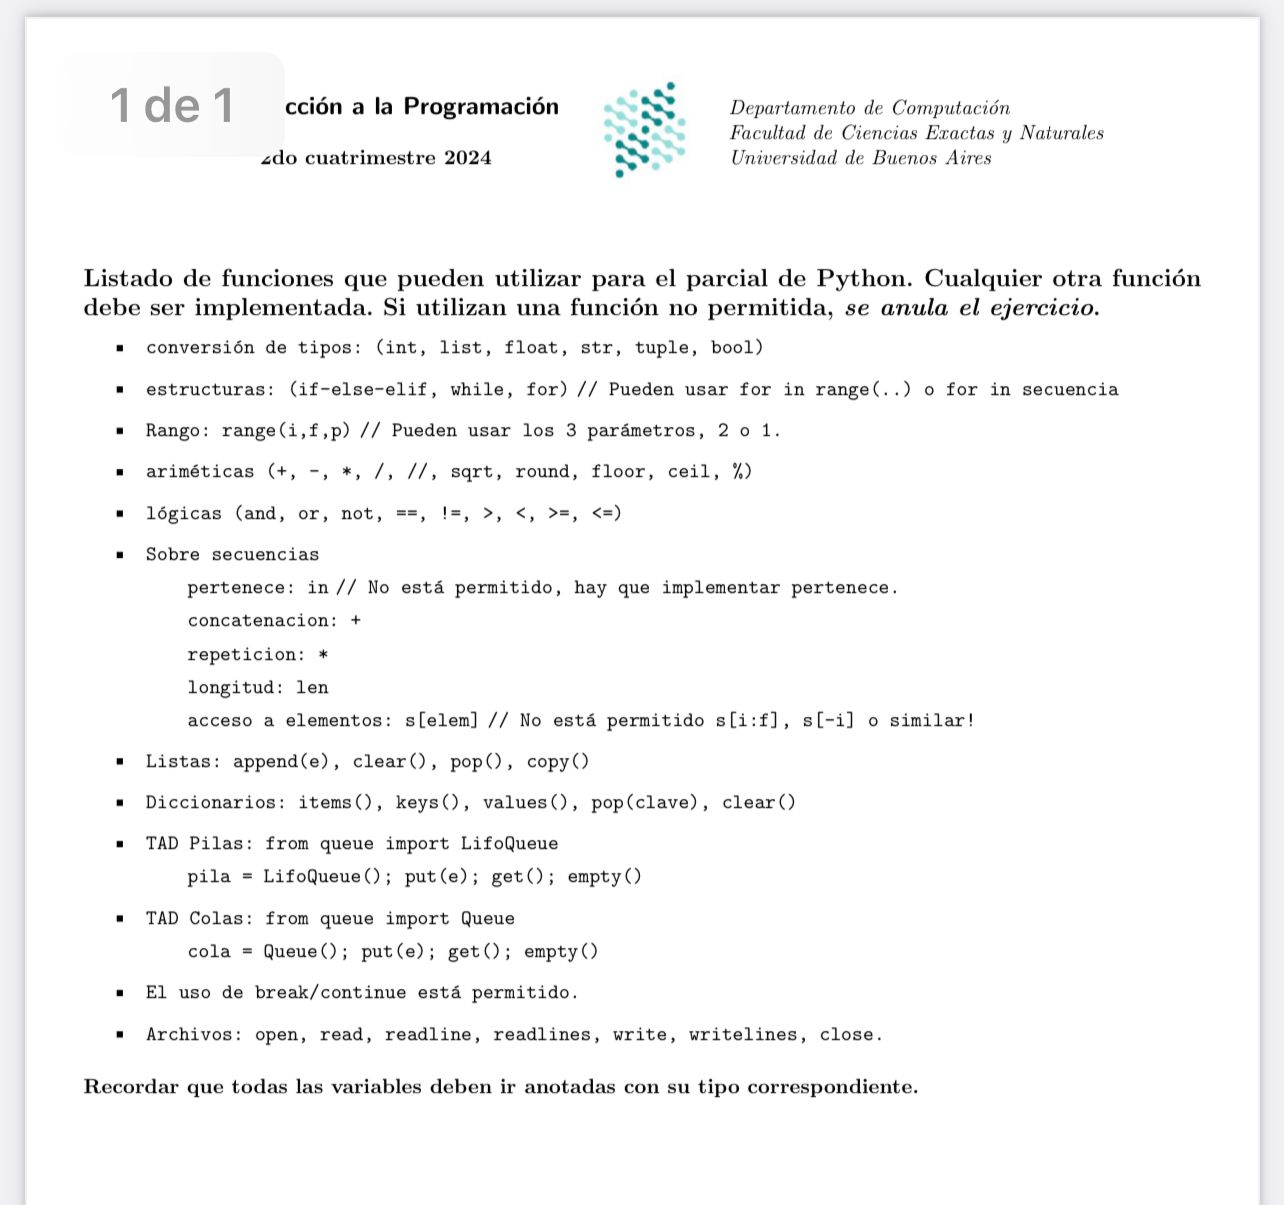 1 de 1
cción a la Programación
2do cuatrimestre 2024
Departamento de Computación
Facultad de Ciencias Exactas y Naturales
Universidad de Buenos Aires
Listado de funciones que pueden utilizar para el parcial de Python. Cualquier otra función
debe ser implementada. Si utilizan una función no permitida, se anula el ejercicio.
▪ conversión de tipos: (int, list, float, str, tuple, bool)
▪ estructuras: (if-else-elif, while, for) // Pueden usar for in range(..) o for in secuencia
▪ Rango: range(i,f,p) // Pueden usar los 3 parámetros, 2 o 1.
▪ ariméticas (+, -, *, /, //, sqrt, round, floor, ceil, %)
▪ lógicas (and, or, not, ==, !=, >, <, >=, <=)
▪ Sobre secuencias
pertenece: in // No está permitido, hay que implementar pertenece.
concatenacion: +
repeticion: *
longitud: len
acceso a elementos: s[elem] // No está permitido s[i:f], s[-i] o similar!
▪ Listas: append(e), clear(), pop(), copy()
▪ Diccionarios: items(), keys(), values(), pop(clave), clear()
▪ TAD Pilas: from queue import LifoQueue
pila = LifoQueue(); put(e); get(); empty()
▪ TAD Colas: from queue import Queue
cola = Queue(); put(e); get(); empty()
▪ El uso de break/continue está permitido.
▪ Archivos: open, read, readline, readlines, write, writelines, close.
Recordar que todas las variables deben ir anotadas con su tipo correspondiente.